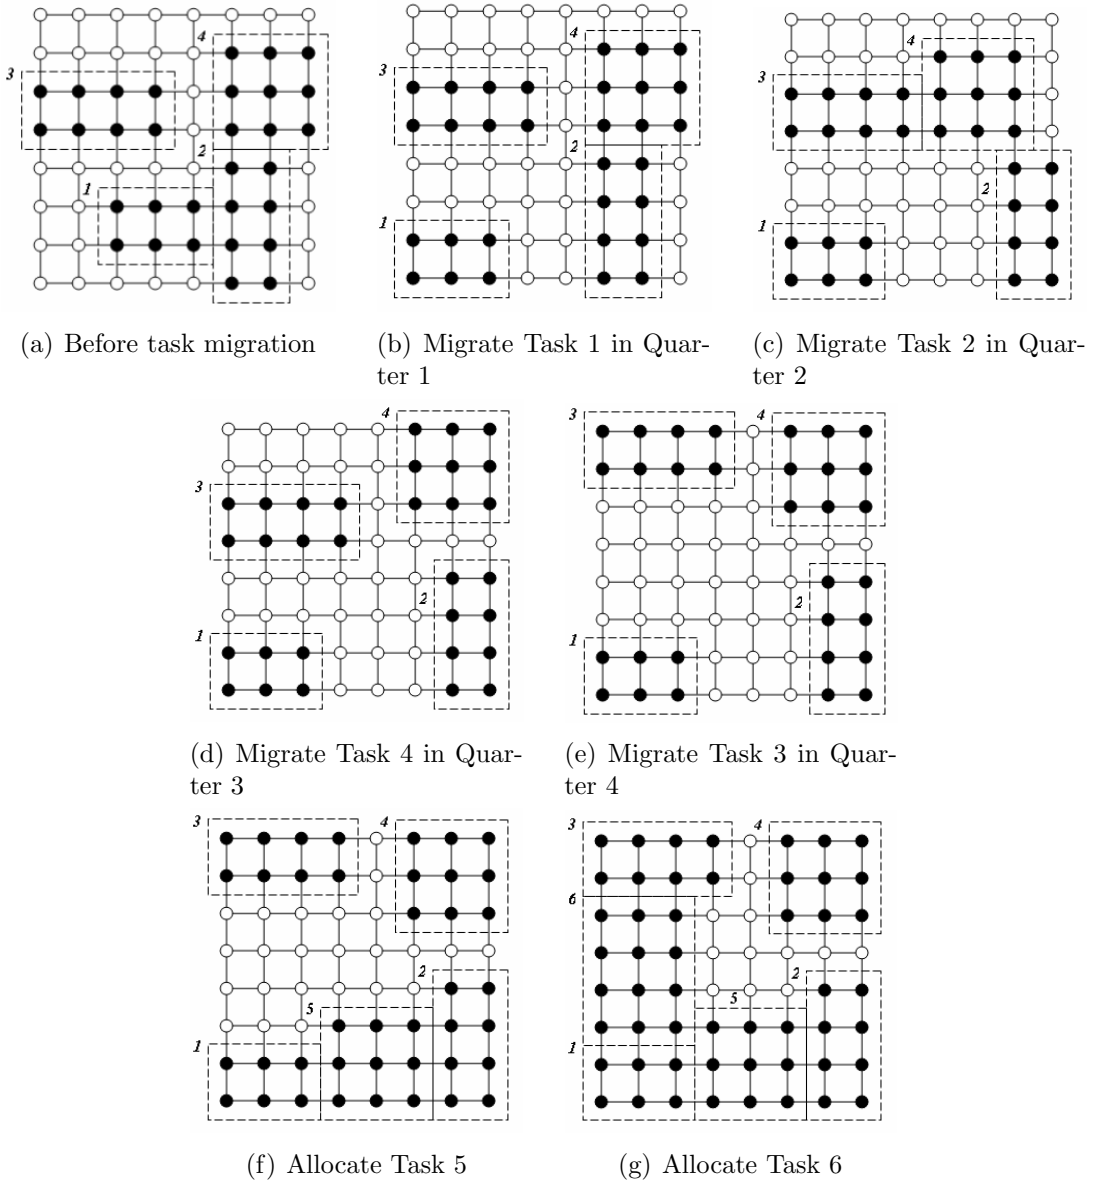 4
3
2
1
(a) Before task migration
4
3
2
1
(b) Migrate Task 1 in Quar-
ter 1
4
3
2
1
(c) Migrate Task 2 in Quar-
ter 2
4
3
2
1
(d) Migrate Task 4 in Quar-
ter 3
3
4
2
1
(e) Migrate Task 3 in Quar-
ter 4
3
4
2
5
1
(f) Allocate Task 5
3
4
6
2
5
1
(g) Allocate Task 6